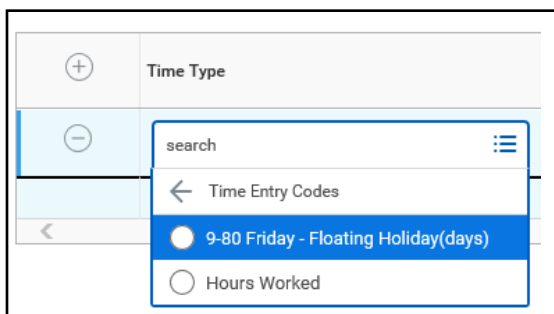 Time Type
search
Time Entry Codes
9-80 Friday - Floating Holiday(days)
Hours Worked